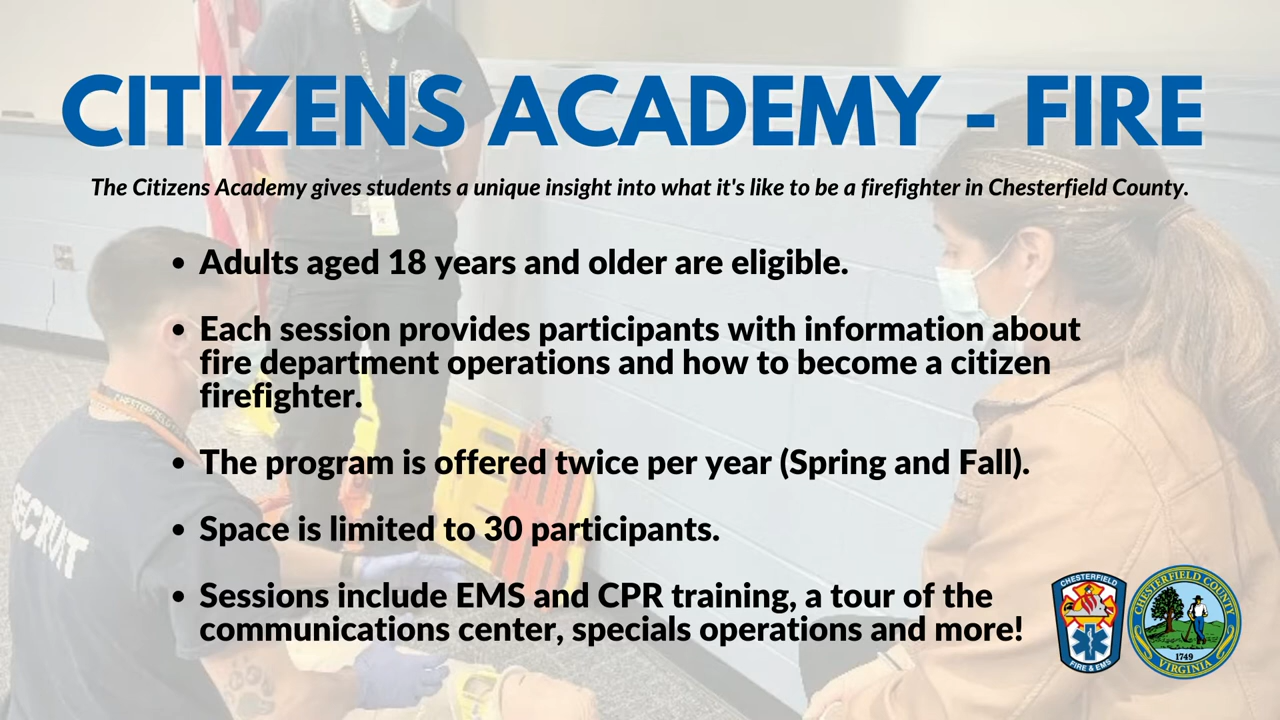 CITIZENS ACADEMY - FIRE
The Citizens Academy gives students a unique insight into what it's like to be a firefighter in Chesterfield County.
• Adults aged 18 years and older are eligible.
• Each session provides participants with information about
fire department operations and how to become a citizen
firefighter.
• The program is offered twice per year (Spring and Fall).
• Space is limited to 30 participants.
• Sessions include EMS and CPR training, a tour of the
communications center, specials operations and more!
RECRUIT
CHESTERFIELD
FIRE & EMS
CHESTERFIELD COUNTY
1749
VIRGINIA